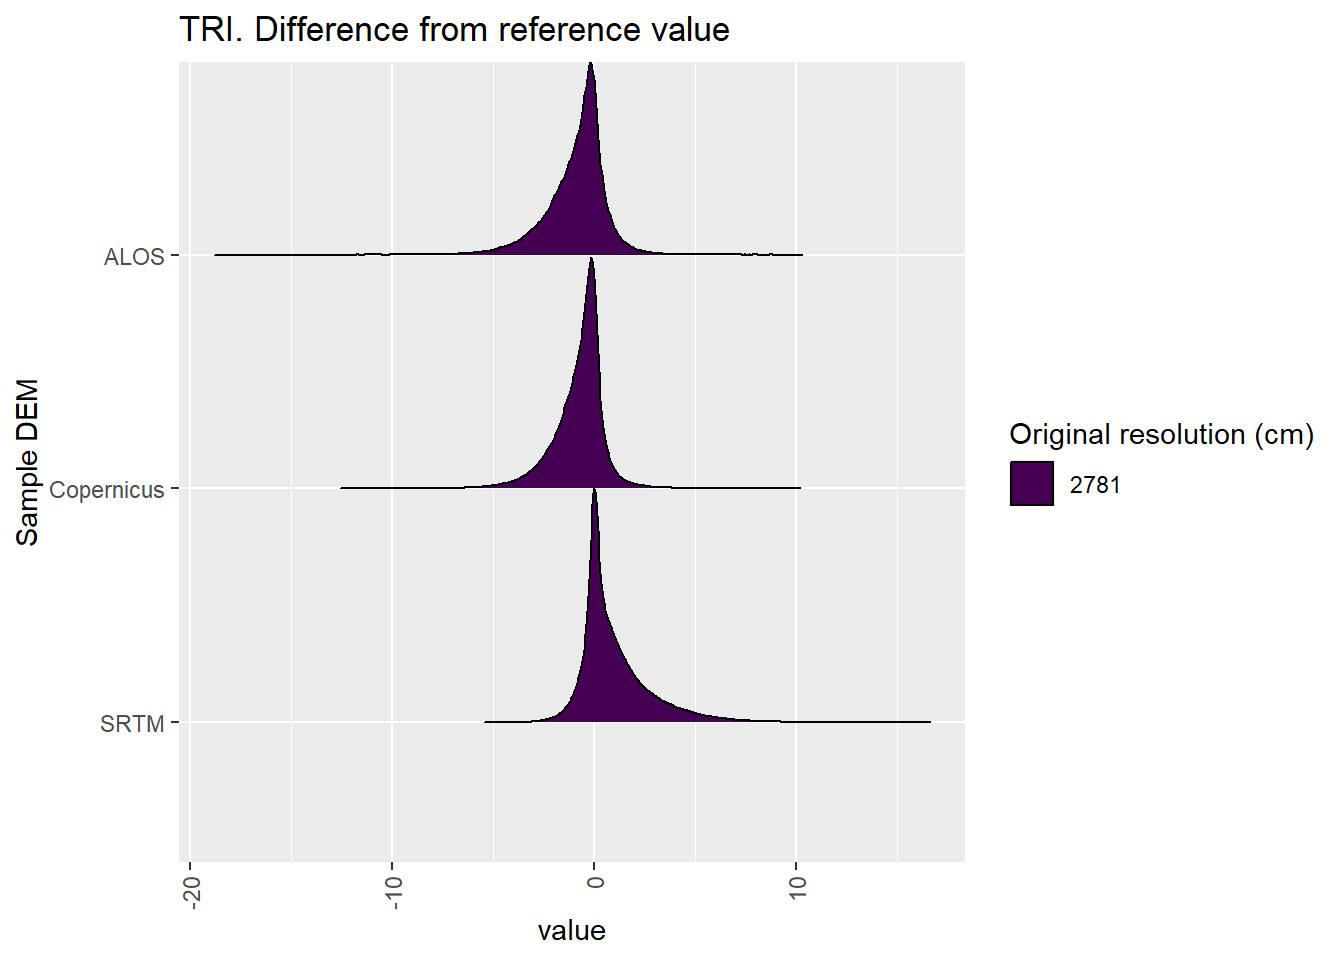 TRI. Difference from reference value
Sample DEM
ALOS
Copernicus
SRTM
-20
-10
0
10
value
Original resolution (cm)
2781